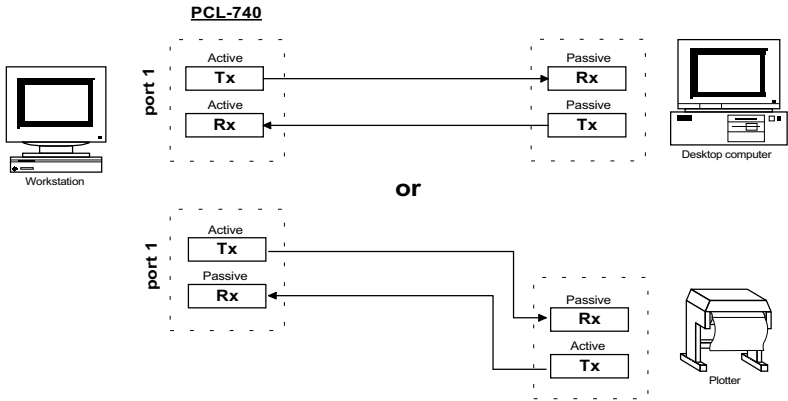 PCL-740
port 1
Active
Tx
Active
Rx
Passive
Rx
Passive
Tx
Workstation
Desktop computer
or
port 1
Active
Tx
Passive
Rx
Passive
Rx
Active
Tx
Plotter